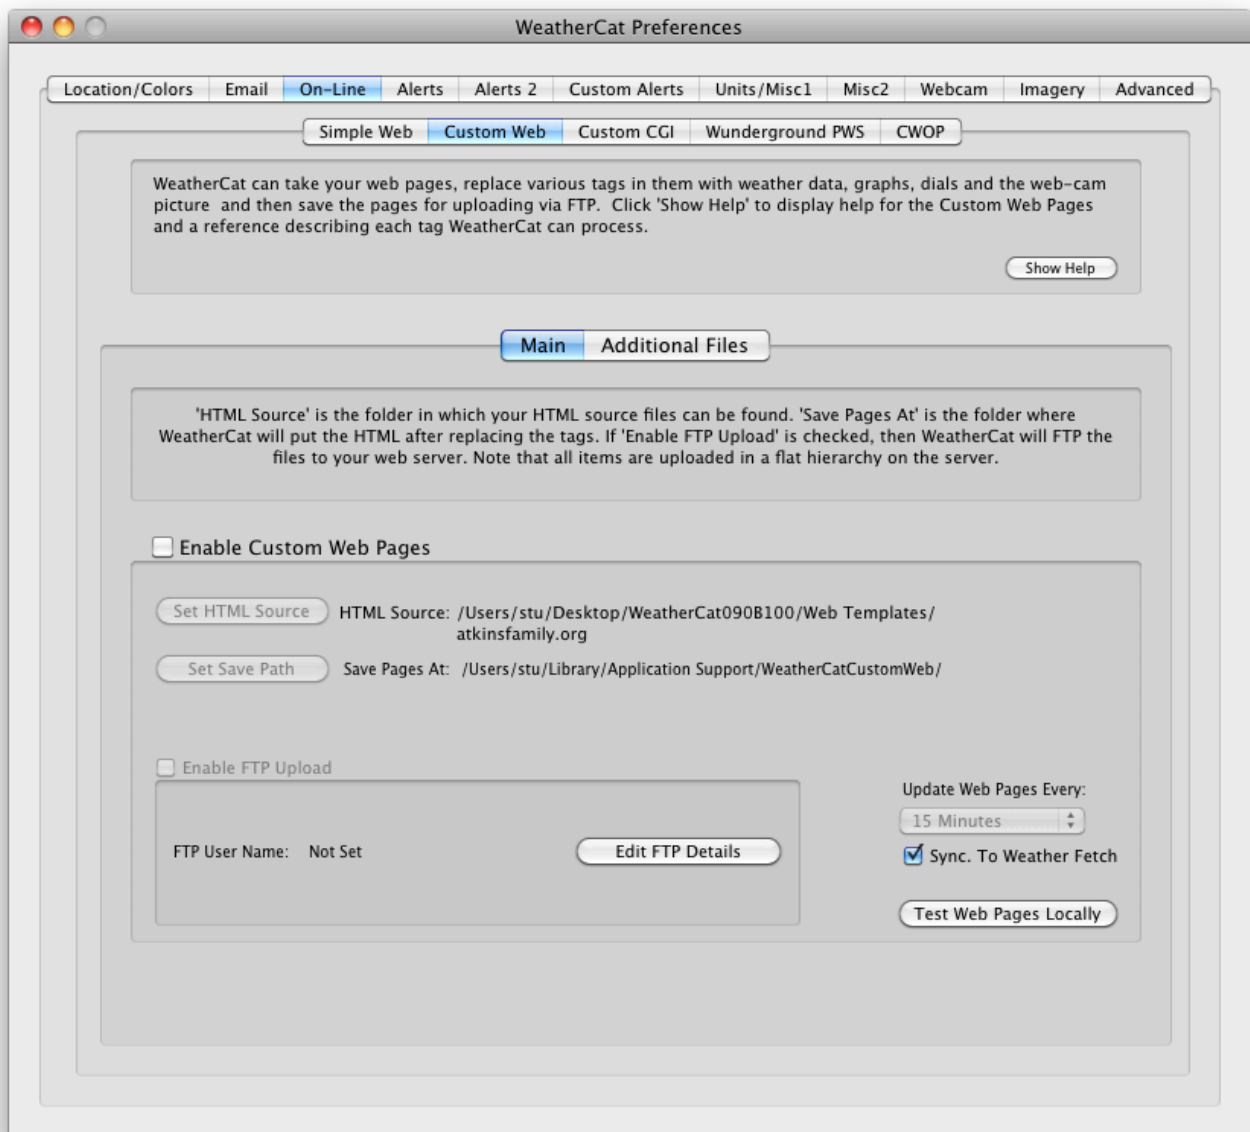 WeatherCat Preferences
Location/Colors Email On-Line Alerts Alerts 2 Custom Alerts Units/Misc1 Misc2 Webcam Imagery Advanced
Simple Web Custom Web Custom CGI Wunderground PWS CWOP
WeatherCat can take your web pages, replace various tags in them with weather data, graphs, dials and the web-cam
picture and then save the pages for uploading via FTP. Click 'Show Help' to display help for the Custom Web Pages
and a reference describing each tag WeatherCat can process.
Show Help
Main Additional Files
'HTML Source' is the folder in which your HTML source files can be found. 'Save Pages At' is the folder where
WeatherCat will put the HTML after replacing the tags. If 'Enable FTP Upload' is checked, then WeatherCat will FTP the
files to your web server. Note that all items are uploaded in a flat hierarchy on the server.
Enable Custom Web Pages
Set HTML Source HTML Source: /Users/stu/Desktop/WeatherCat090B100/Web Templates/
atkinsfamily.org
Set Save Path Save Pages At: /Users/stu/Library/Application Support/WeatherCatCustomWeb/
Enable FTP Upload
Update Web Pages Every:
15 Minutes
FTP User Name: Not Set Edit FTP Details
Sync. To Weather Fetch
Test Web Pages Locally